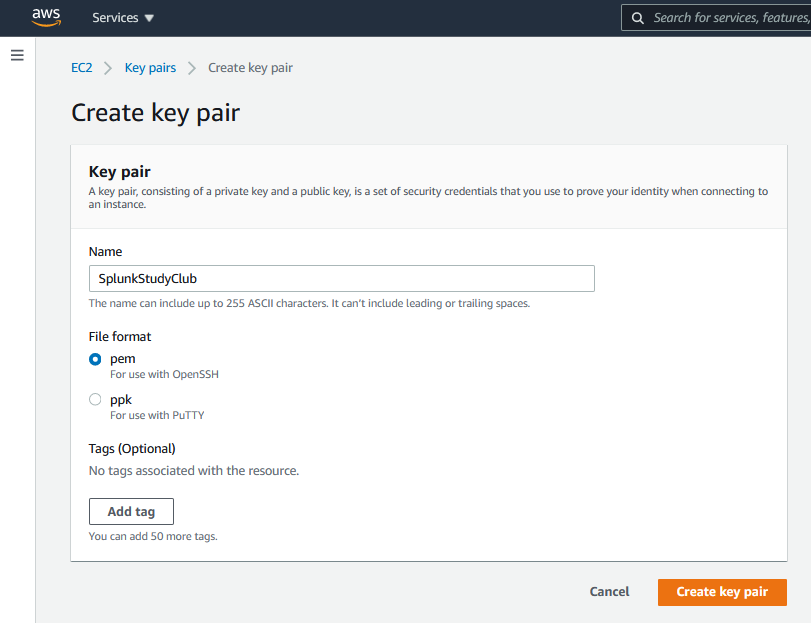 aws
Services
Search for services, features,
EC2 > Key pairs > Create key pair
Create key pair
Key pair
A key pair, consisting of a private key and a public key, is a set of security credentials that you use to prove your identity when connecting to
an instance.
Name
SplunkStudyClub
The name can include up to 255 ASCII characters. It can't include leading or trailing spaces.
File format
pem
For use with OpenSSH
ppk
For use with PuTTY
Tags (Optional)
No tags associated with the resource.
Add tag
You can add 50 more tags.
Cancel
Create key pair